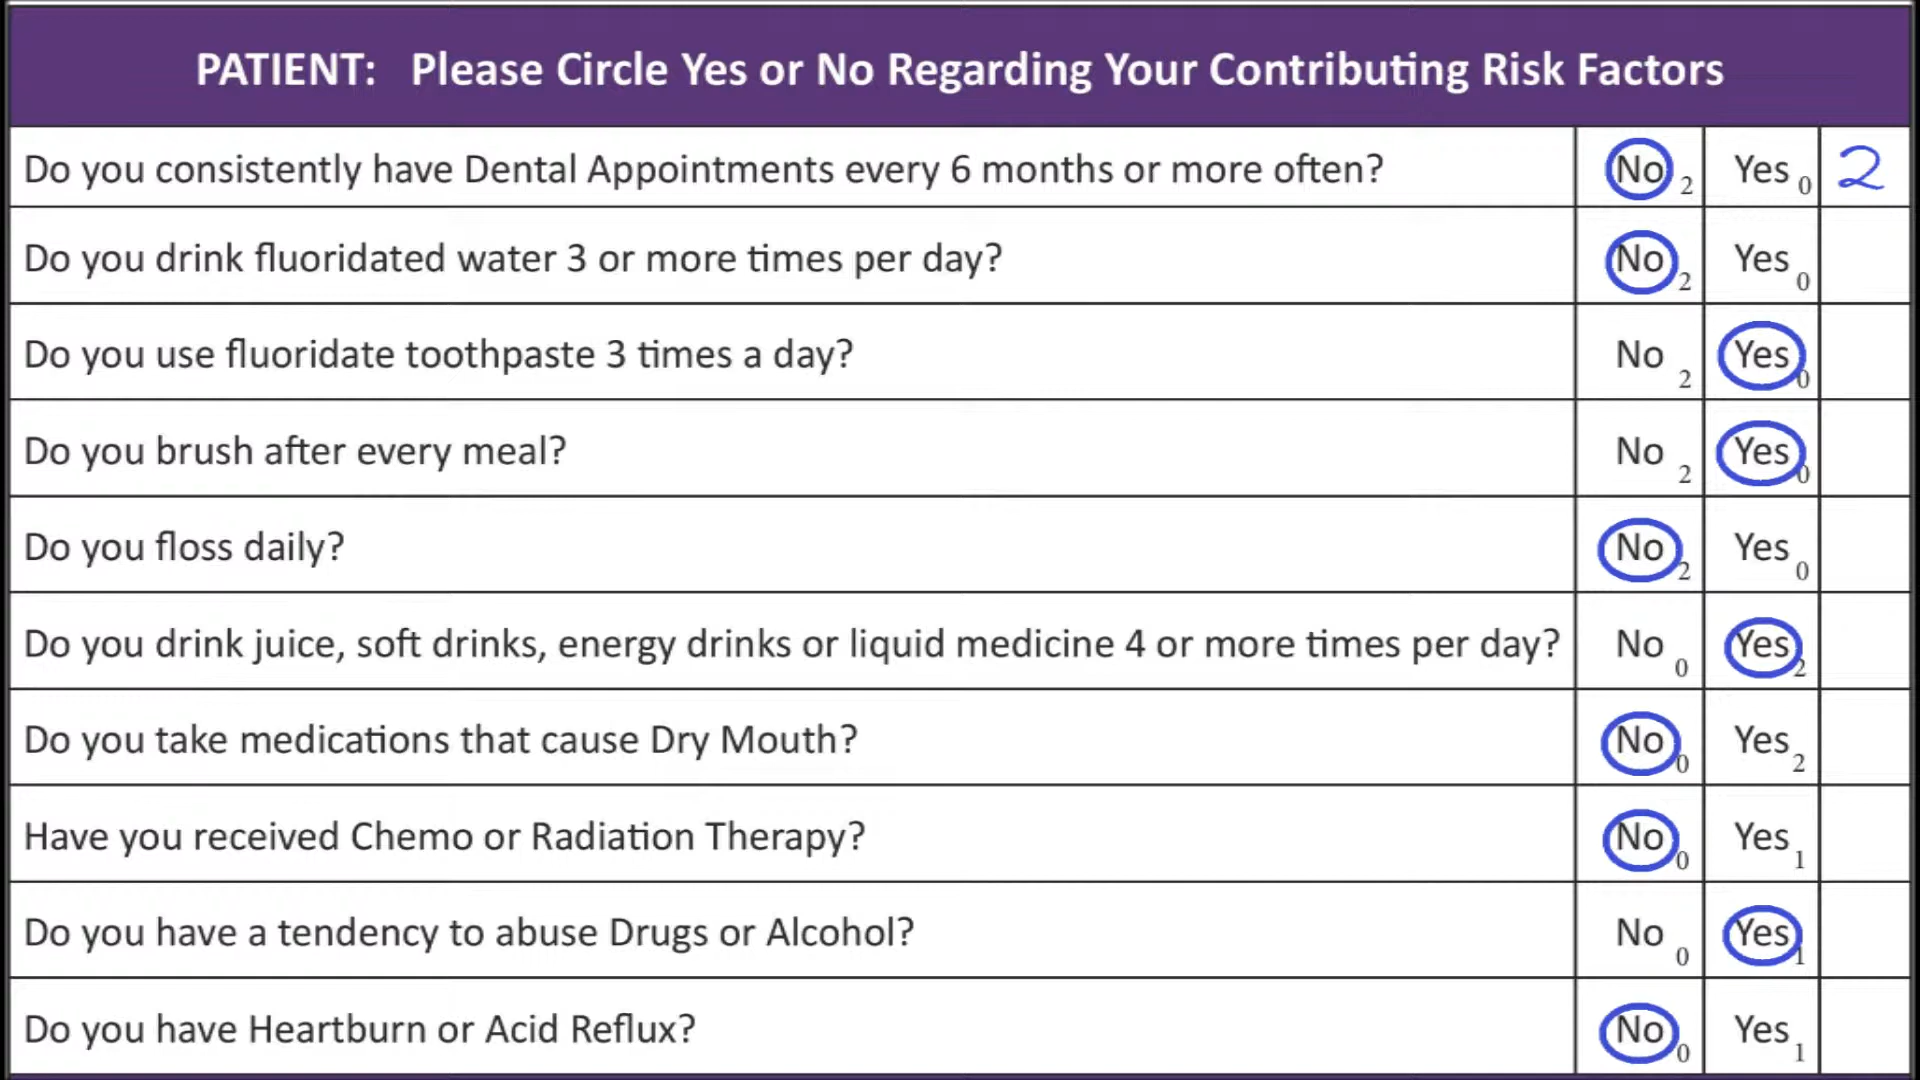 PATIENT: Please Circle Yes or No Regarding Your Contributing Risk Factors
Do you consistently have Dental Appointments every 6 months or more often? No 2 Yes 0 2
Do you drink fluoridated water 3 or more times per day? No 2 Yes 0
Do you use fluoridate toothpaste 3 times a day? No 2 Yes 0
Do you brush after every meal? No 2 Yes 0
Do you floss daily? No 2 Yes 0
Do you drink juice, soft drinks, energy drinks or liquid medicine 4 or more times per day? No 0 Yes 2
Do you take medications that cause Dry Mouth? No 0 Yes 2
Have you received Chemo or Radiation Therapy? No 0 Yes 1
Do you have a tendency to abuse Drugs or Alcohol? No 0 Yes 1
Do you have Heartburn or Acid Reflux? No 0 Yes 1